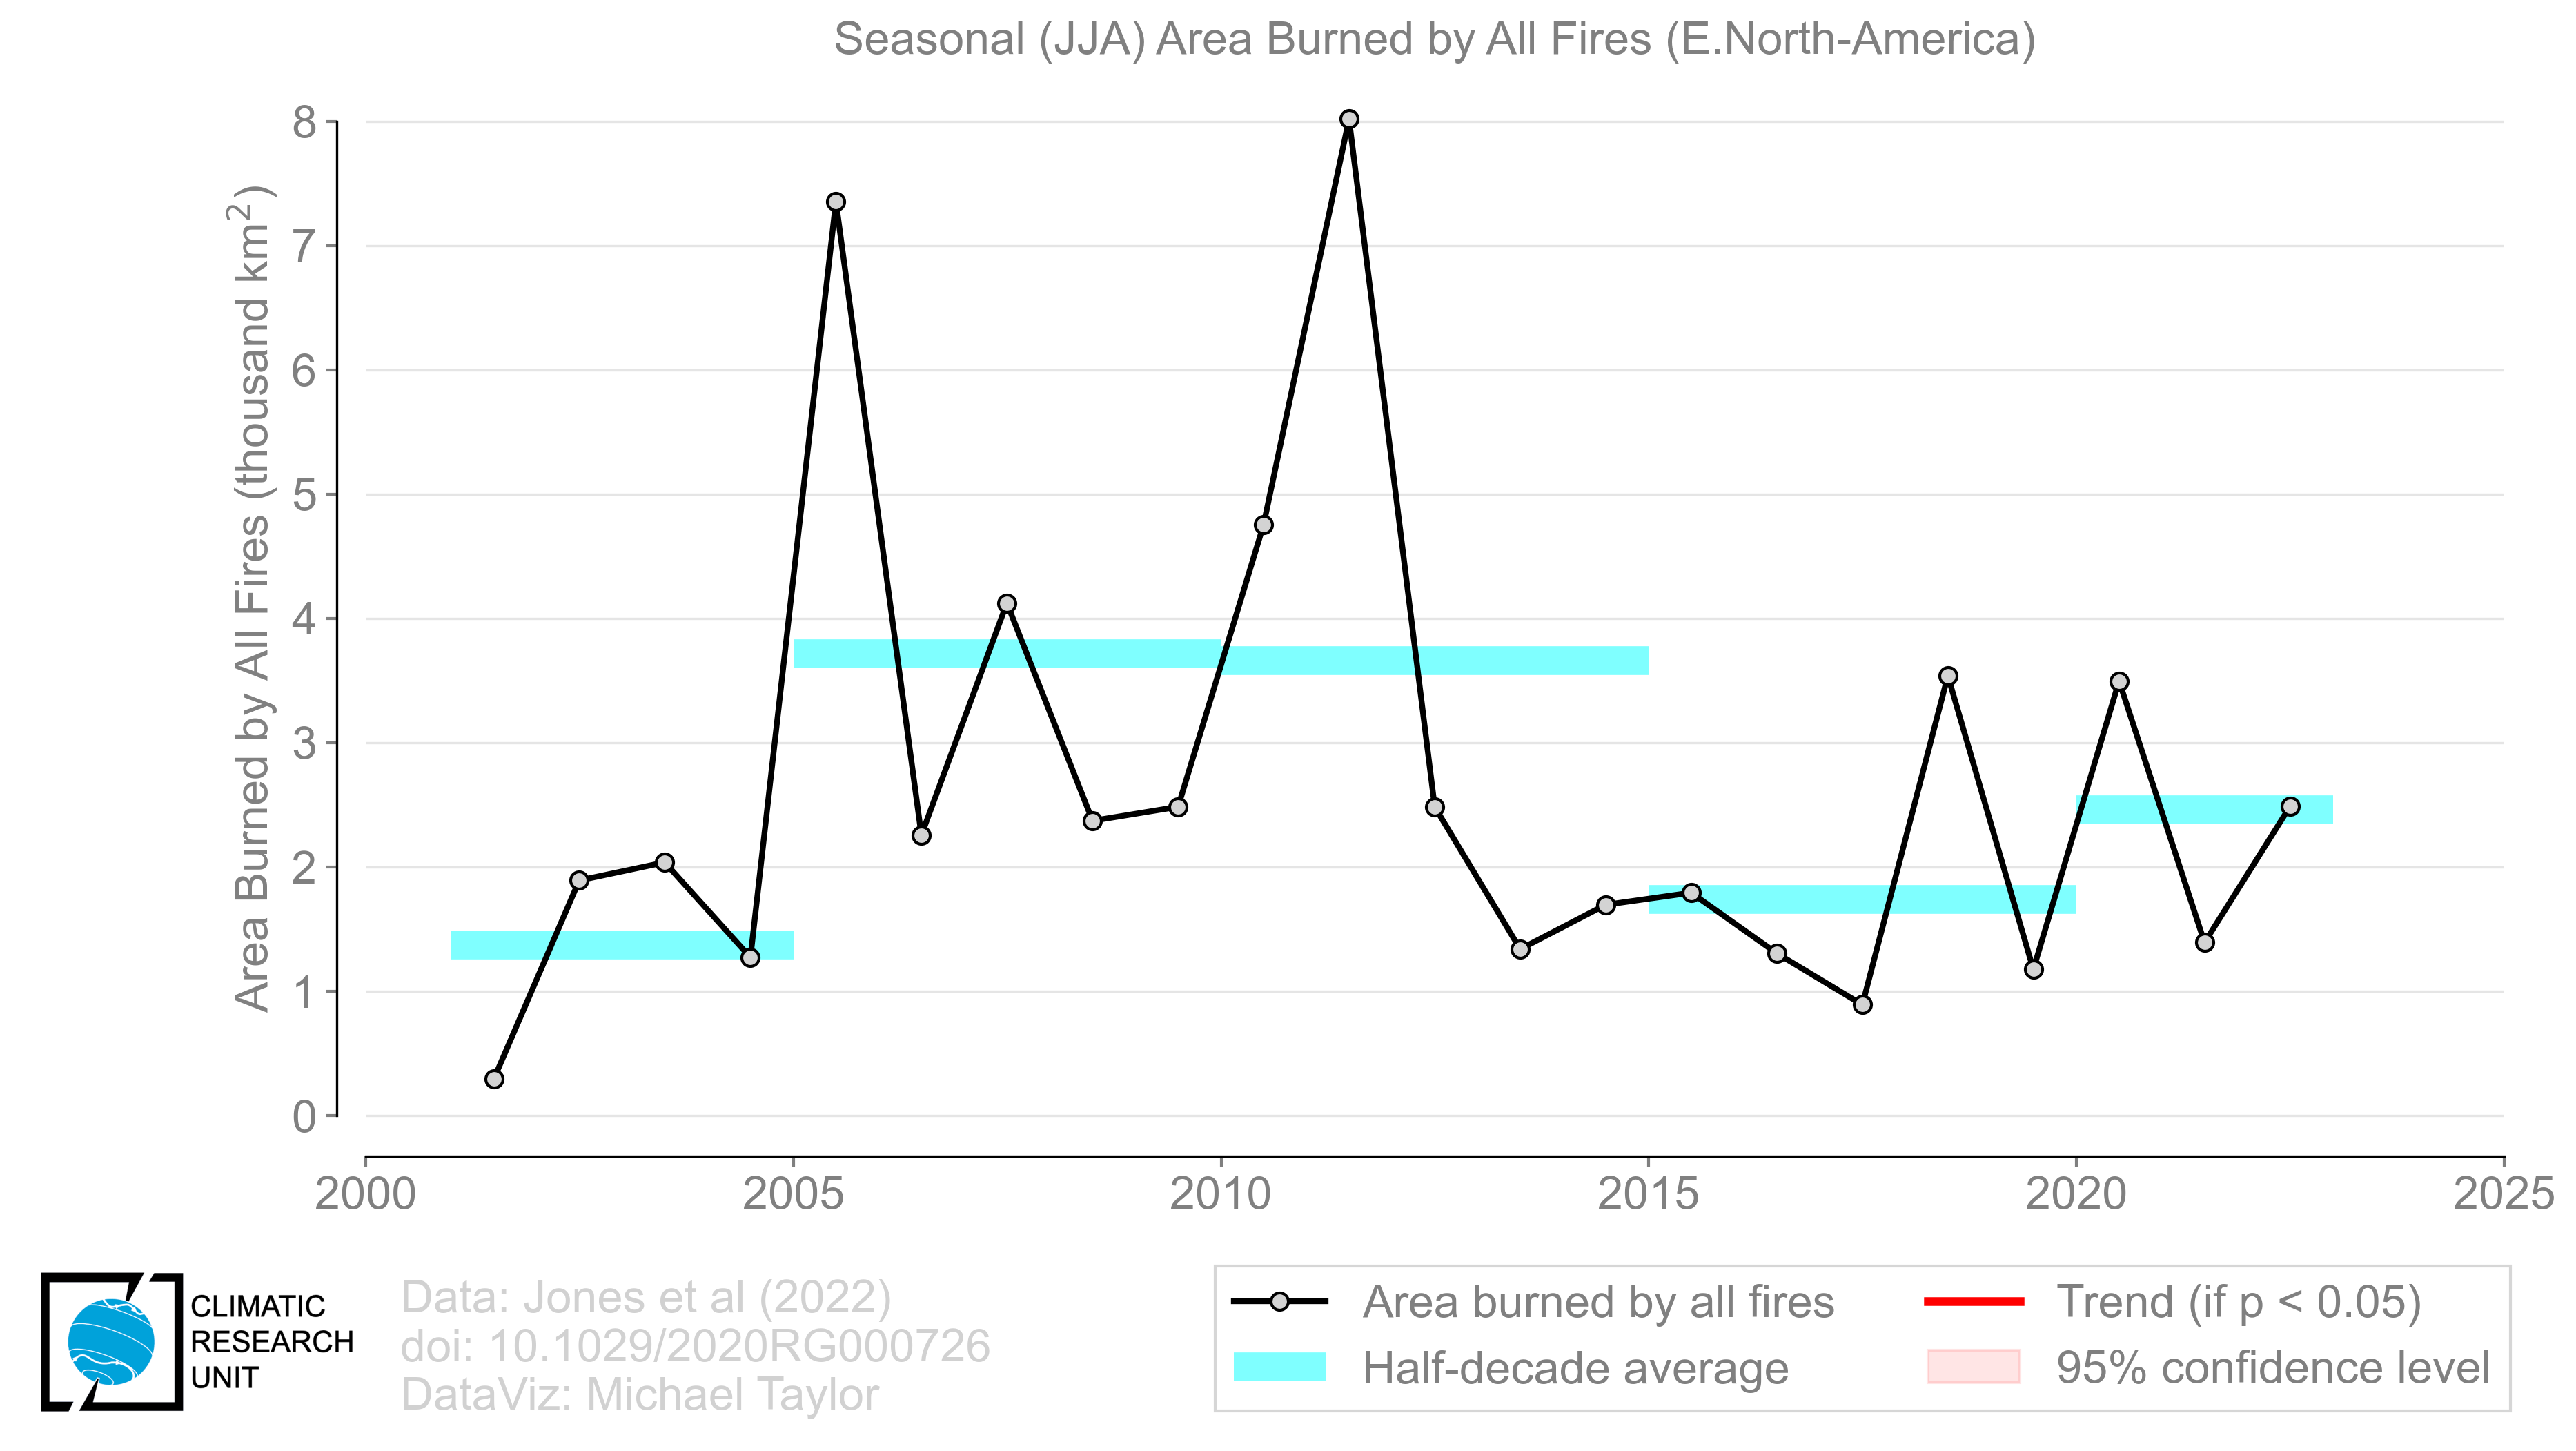 Seasonal (JJA) Area Burned by All Fires (E.North-America)
Area Burned by All Fires (thousand km²)
8
7
6
5
4
3
2
1
0
2000 2005 2010 2015 2020 2025
CLIMATIC
RESEARCH
UNIT
Data: Jones et al (2022)
doi: 10.1029/2020RG000726
DataViz: Michael Taylor
Area burned by all fires
Half-decade average
Trend (if p < 0.05)
95% confidence level